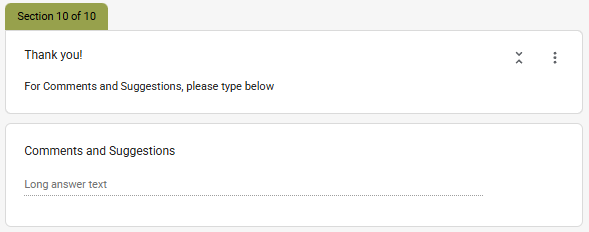 Section 10 of 10
Thank you!
For Comments and Suggestions, please type below
Comments and Suggestions
Long answer text